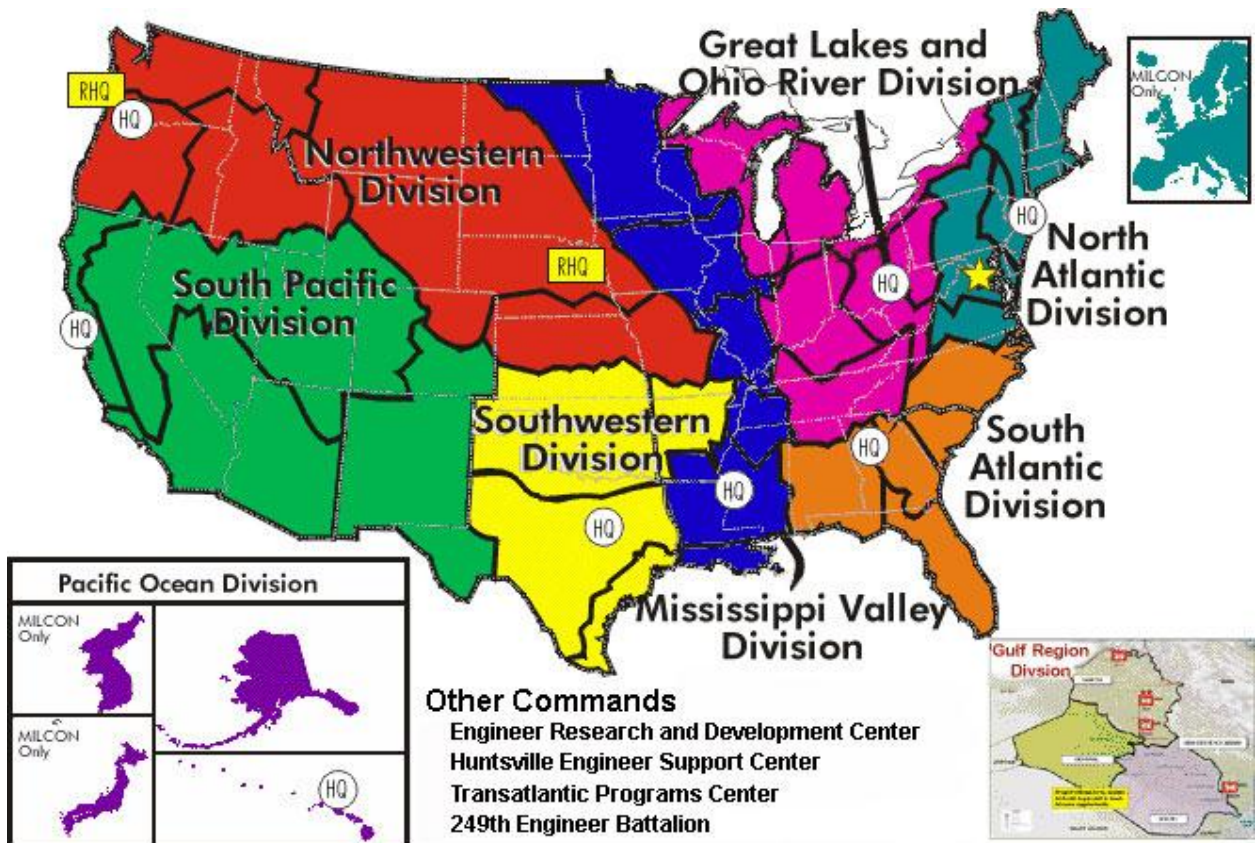 Great Lakes and
Ohio River Division
MILCON
Only
RHQ
HQ
Northwestern
Division
HQ
North
Atlantic
Division
RHQ
HQ
South Pacific
Division
HQ
Southwestern
Division
South
Atlantic
Division
HQ
HQ
HQ
Mississippi Valley
Division
Pacific Ocean Division
MILCON
Only
MILCON
Only
HQ
Other Commands
Engineer Research and Development Center
Huntsville Engineer Support Center
Transatlantic Programs Center
249th Engineer Battalion
Gulf Region
Divsion